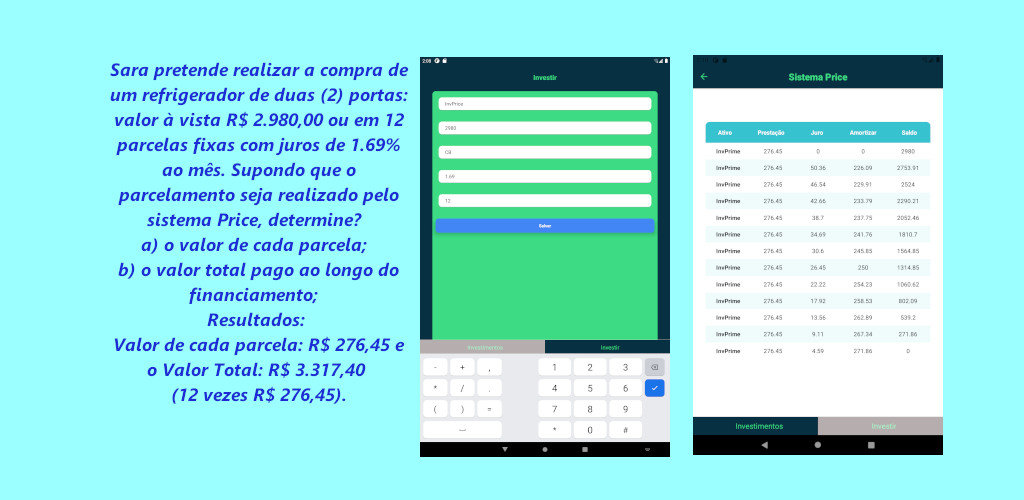 Sara pretende realizar a compra de
um refrigerador de duas (2) portas:
valor à vista R$ 2.980,00 ou em 12
parcelas fixas com juros de 1.69%
ao mês. Supondo que o
parcelamento seja realizado pelo
sistema Price, determine?
a) o valor de cada parcela;
b) o valor total pago ao longo do
financiamento;
Resultados:
Valor de cada parcela: R$ 276,45 e
o Valor Total: R$ 3.317,40
(12 vezes R$ 276,45).
Investir
InvPrice
2980
1.69
12
Salvar
Investimentos Investir
- + , 1 2 3
* / . 4 5 6
( ) = 7 8 9
* 0 #
Sistema Price
Ativo Prestação Juro Amortizar Saldo
InvPrime 276.45 0 0 2980
InvPrime 276.45 50.36 226.09 2753.91
InvPrime 276.45 46.54 229.91 2524
InvPrime 276.45 42.66 233.79 2290.21
InvPrime 276.45 38.7 237.75 2052.46
InvPrime 276.45 34.69 241.76 1810.7
InvPrime 276.45 30.6 245.85 1564.85
InvPrime 276.45 26.45 250 1314.85
InvPrime 276.45 22.22 254.23 1060.62
InvPrime 276.45 17.92 258.53 802.09
InvPrime 276.45 13.56 262.89 539.2
InvPrime 276.45 9.11 267.34 271.86
InvPrime 276.45 4.59 271.86 0
Investimentos Investir